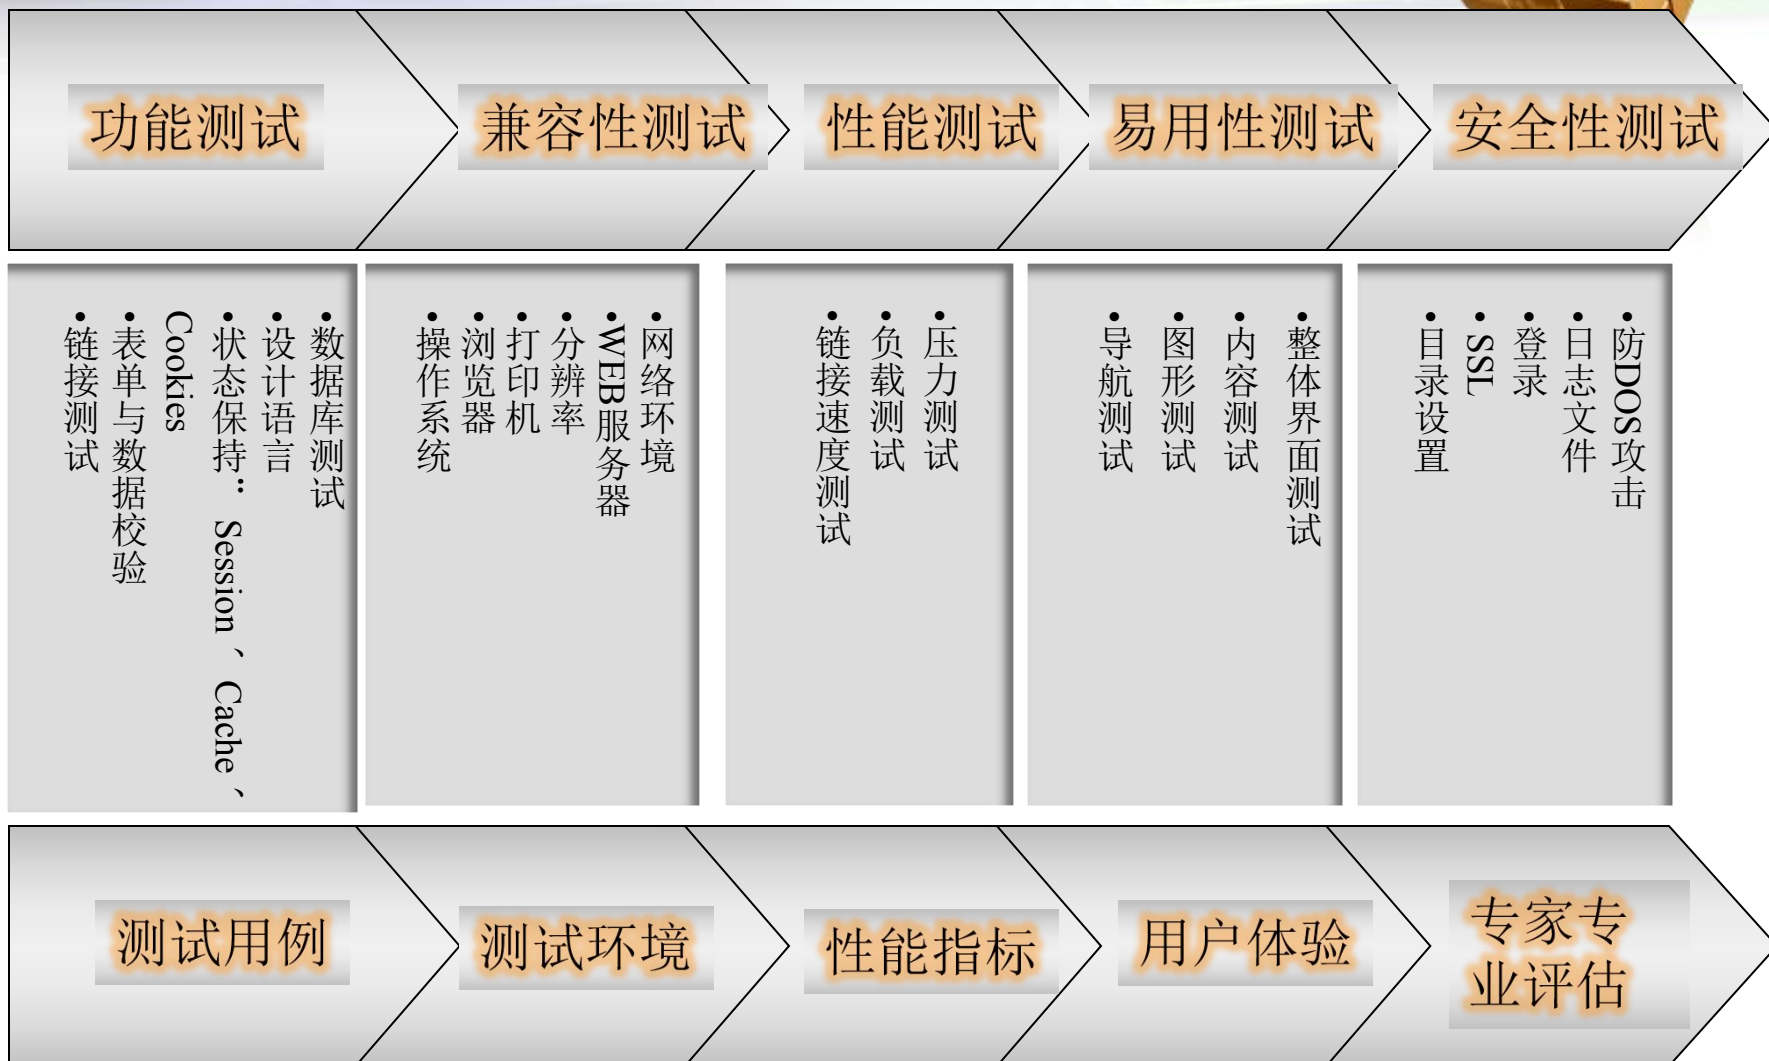 功能测试
兼容性测试
性能测试
易用性测试
安全性测试
•链接测试
•表单与数据校验
•状态保持” Session、Cache、
Cookies
•设计语言
•数据库测试
•操作系统
•浏览器
•打印机
•分辨率
•WEB服务器
•网络环境
•链接速度测试
•负载测试
•压力测试
•导航测试
•图形测试
•内容测试
•整体界面测试
•目录设置
•SSL
•登录
•日志文件
•防DOS攻击
测试用例
测试环境
性能指标
用户体验
专家专
业评估